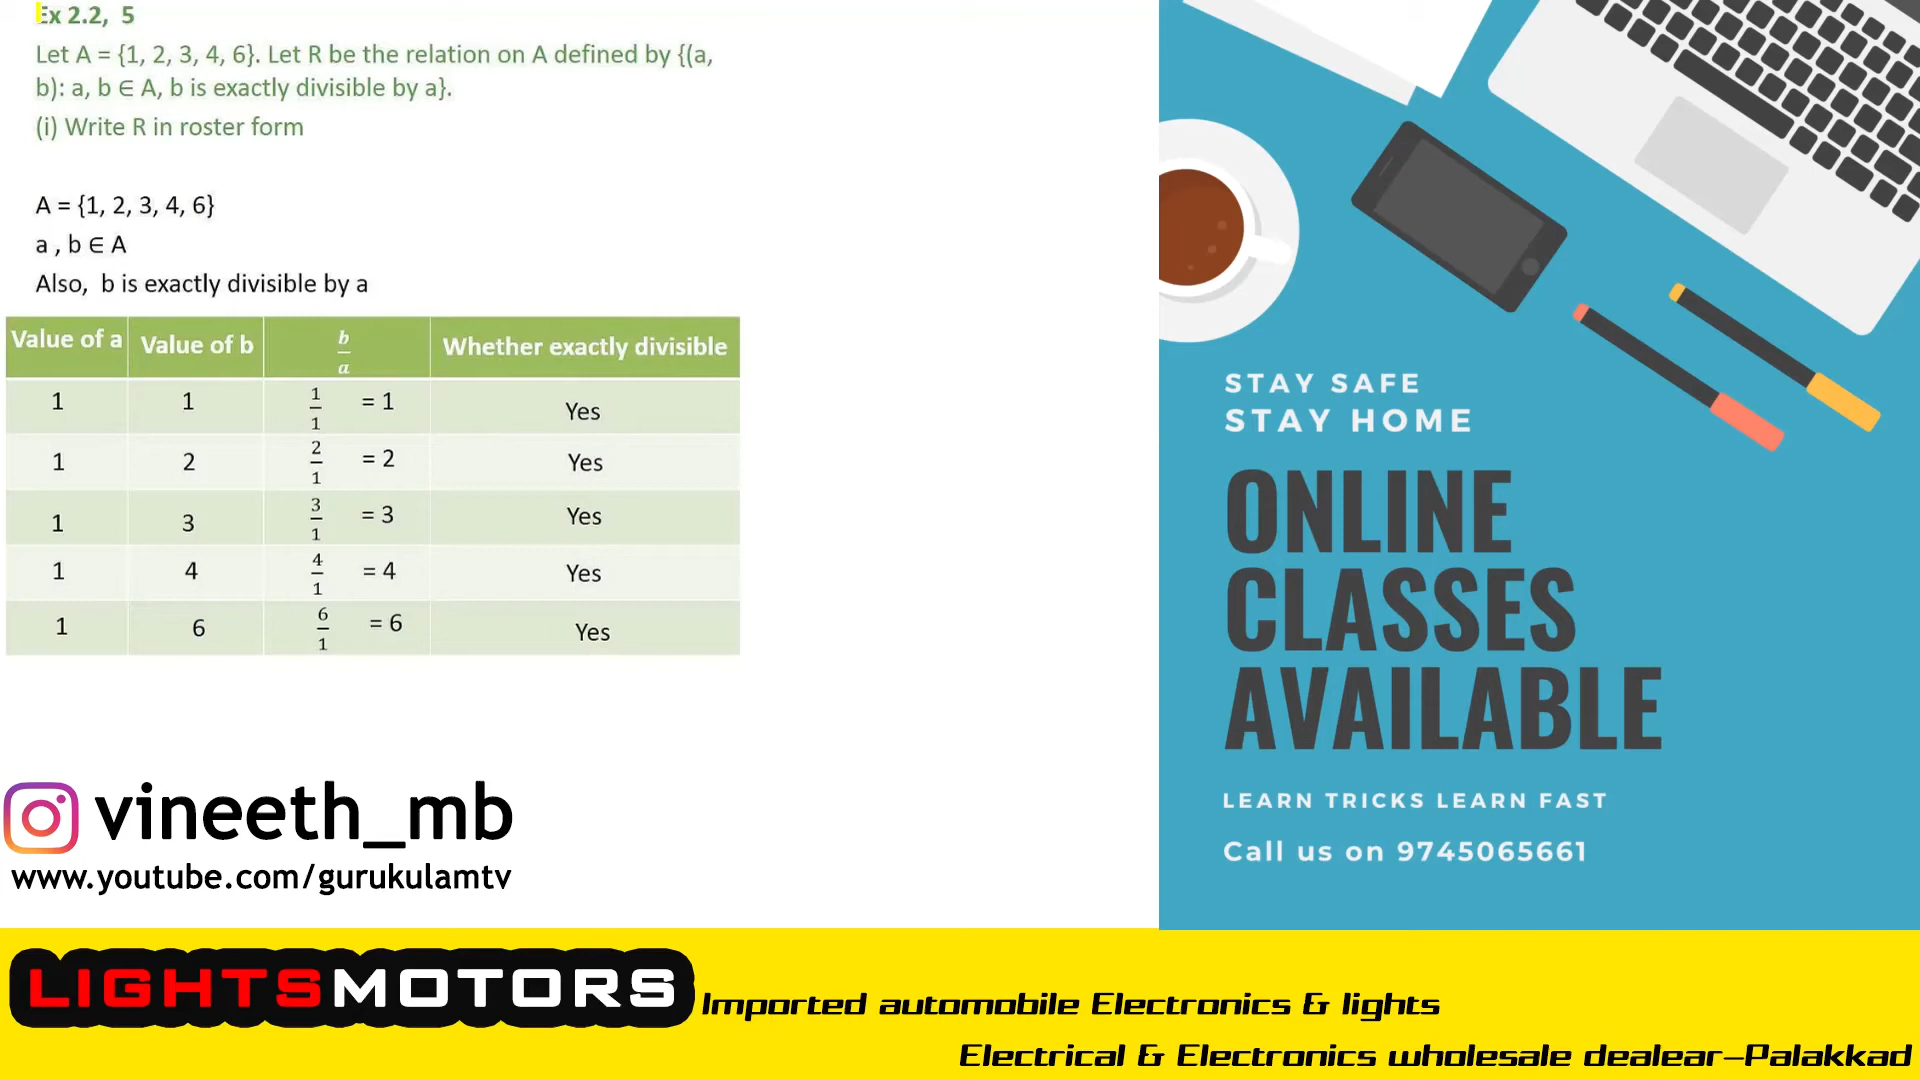 Ex 2.2, 5
Let A = {1, 2, 3, 4, 6}. Let R be the relation on A defined by {(a,
b): a, b ∈ A, b is exactly divisible by a}.
(i) Write R in roster form
A = {1, 2, 3, 4, 6}
a , b ∈ A
Also, b is exactly divisible by a
Value of a Value of b b/a Whether exactly divisible
1 1 1/1 = 1 Yes
1 2 2/1 = 2 Yes
1 3 3/1 = 3 Yes
1 4 4/1 = 4 Yes
1 6 6/1 = 6 Yes
vineeth_mb
www.youtube.com/gurukulamtv
STAY SAFE
STAY HOME
ONLINE
CLASSES
AVAILABLE
LEARN TRICKS LEARN FAST
Call us on 9745065661
LIGHTSMOTORS
Imported automobile Electronics & lights
Electrical & Electronics wholesale dealear-Palakkad